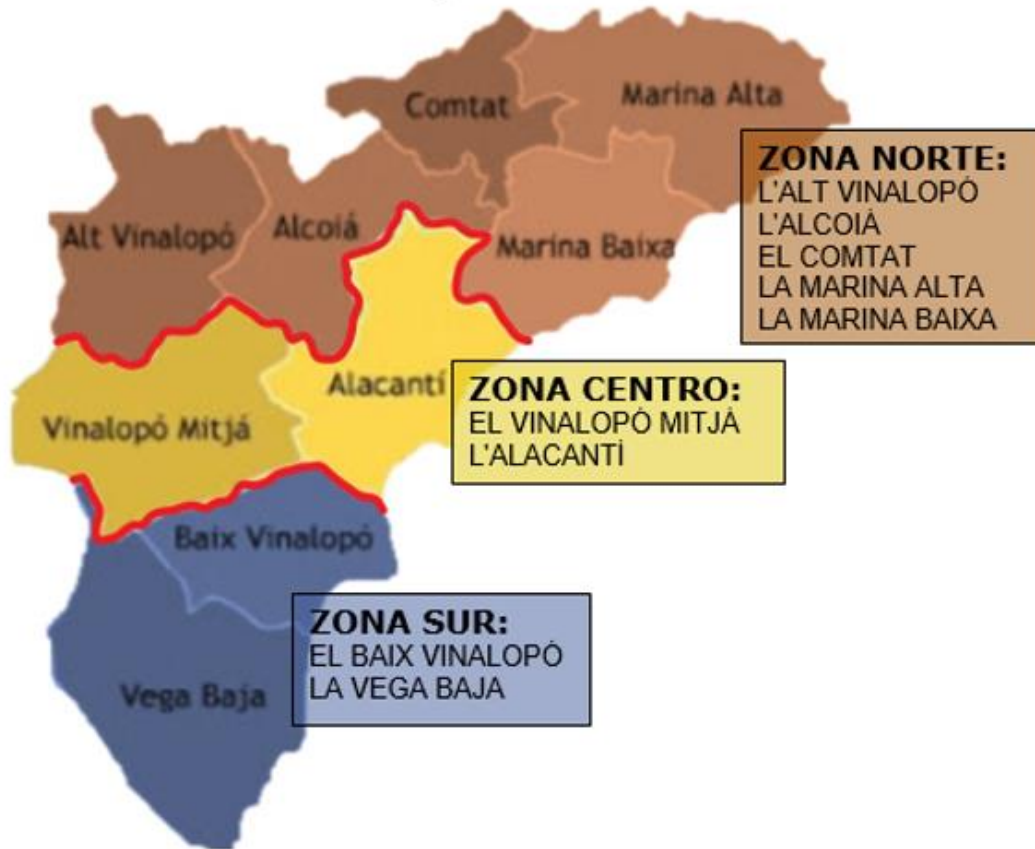 Comtat
Marina Alta
Alt Vinalopó
Alcoiá
Marina Baixa
ZONA NORTE:
L'ALT VINALOPÓ
L'ALCOIÀ
EL COMTAT
LA MARINA ALTA
LA MARINA BAIXA
Vinalopó Mitjá
Alacantí
ZONA CENTRO:
EL VINALOPÓ MITJÀ
L'ALACANTÍ
Baix Vinalopó
Vega Baja
ZONA SUR:
EL BAIX VINALOPÓ
LA VEGA BAJA